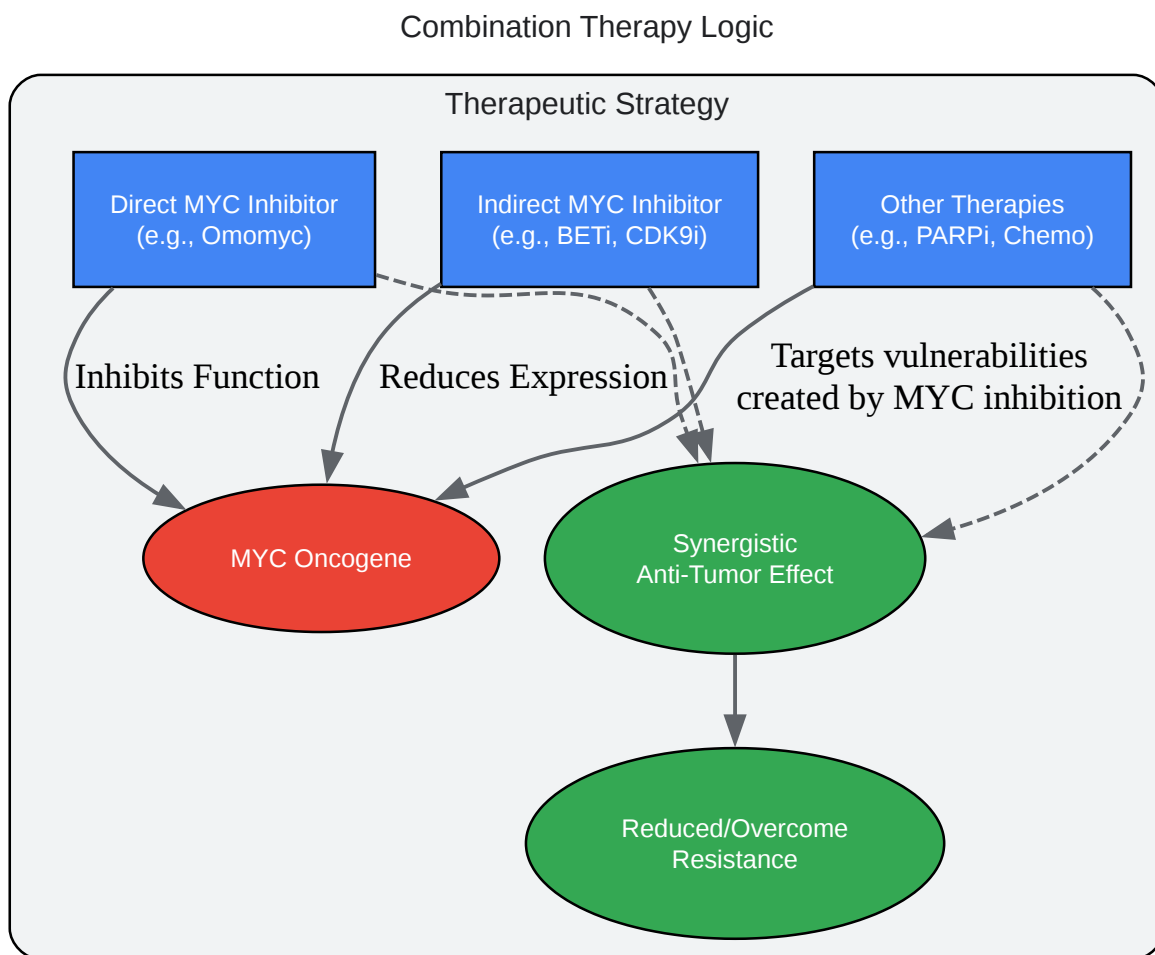 Combination Therapy Logic
Therapeutic Strategy
Direct MYC Inhibitor
(e.g., Omomyc)
Indirect MYC Inhibitor
(e.g., BETi, CDK9i)
Other Therapies
(e.g., PARPi, Chemo)
Inhibits Function
Reduces Expression
Targets vulnerabilities
created by MYC inhibition
MYC Oncogene
Synergistic
Anti-Tumor Effect
Reduced/Overcome
Resistance